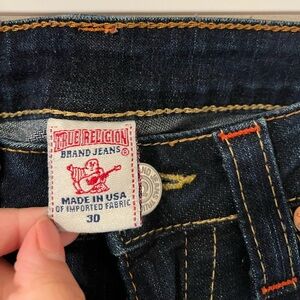 TRUE RELIGION
BRAND JEANS®
MADE IN USA
OF IMPORTED FABRIC
30